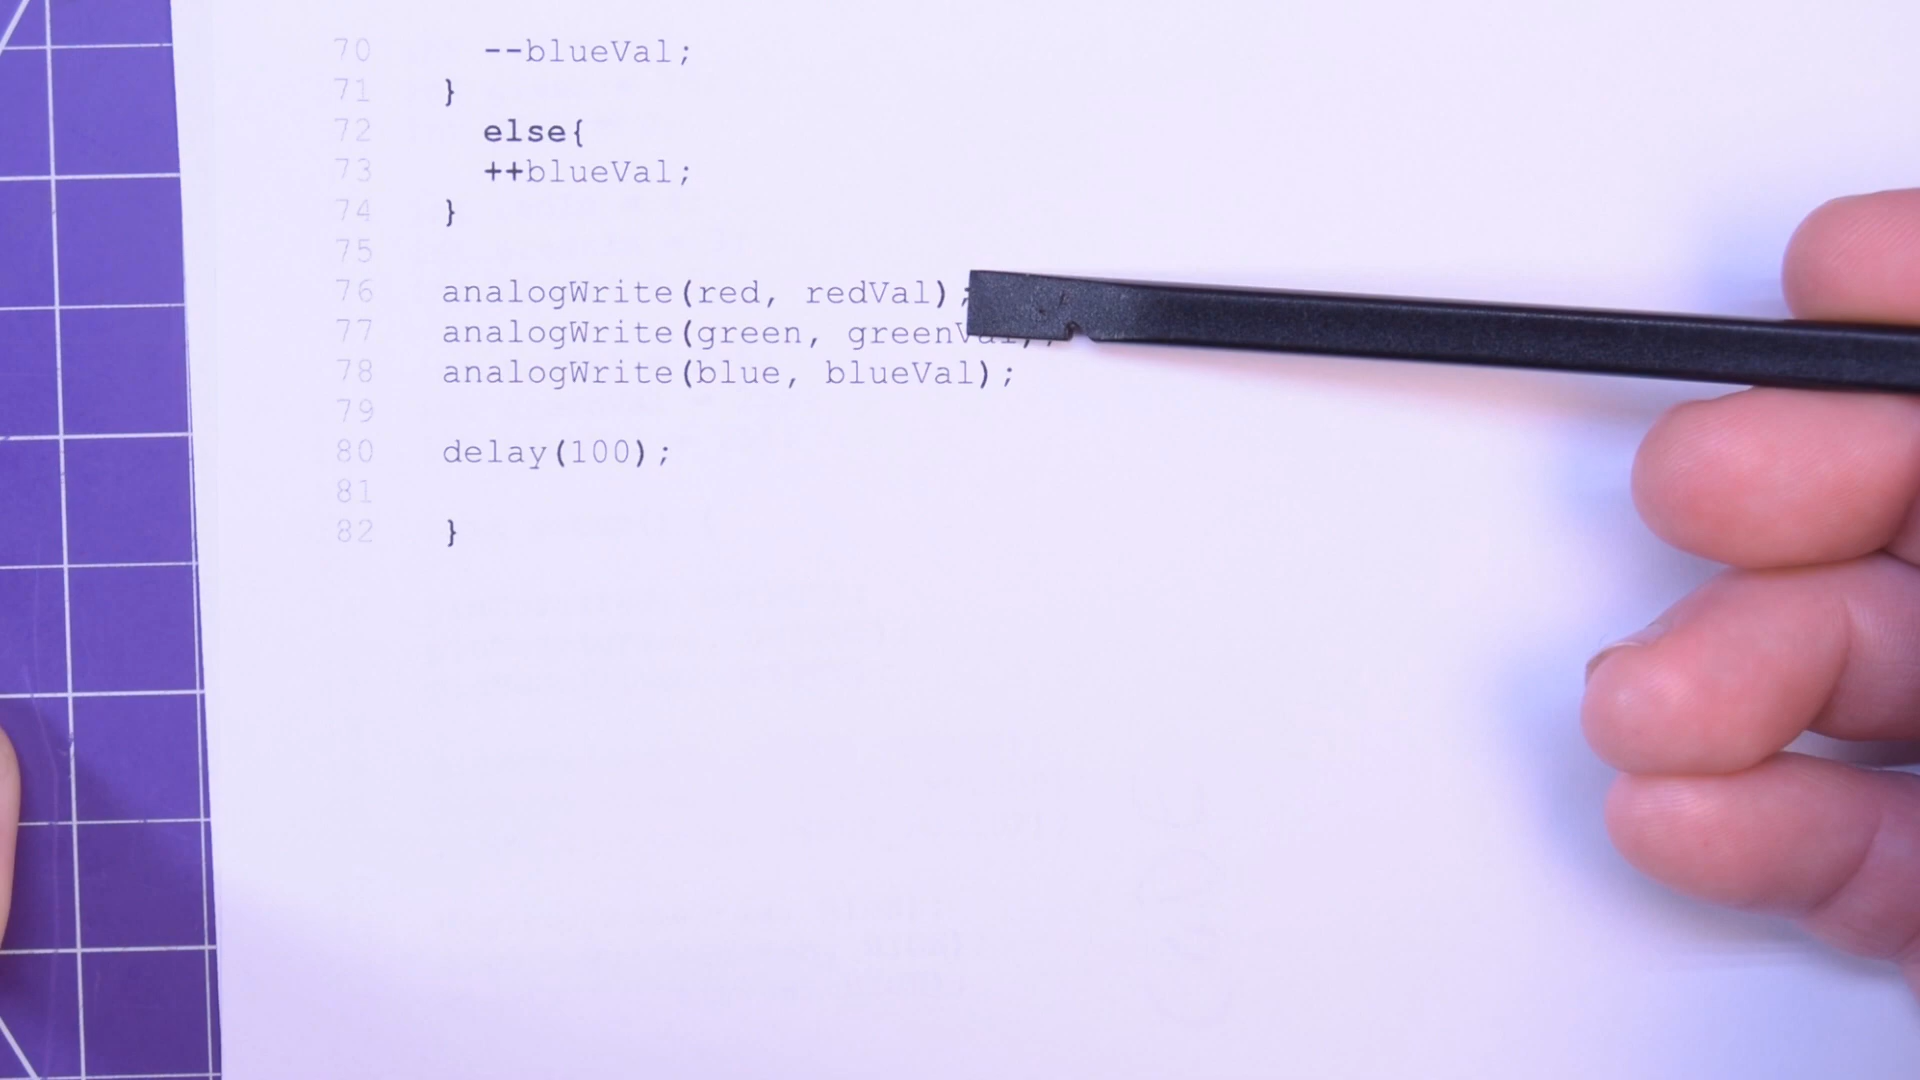 70 --blueVal;
71 }
72 else{
73 ++blueVal;
74 }
75
76 analogWrite(red, redVal);
77 analogWrite(green, greenVal);
78 analogWrite(blue, blueVal);
79
80 delay(100);
81
82 }